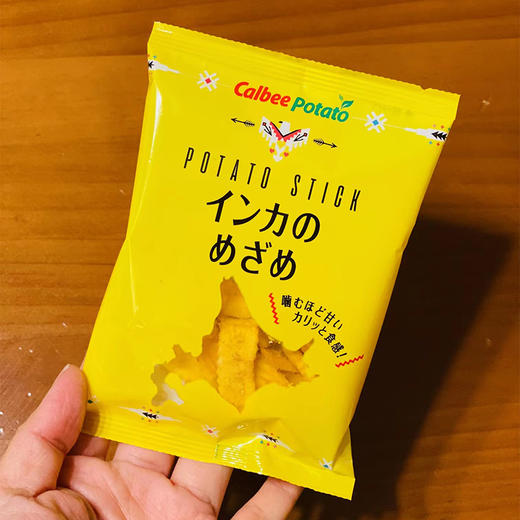 Calbee Potato
POTATO STICK
インカの
めざめ
噛むほど甘い
カリッと食感!